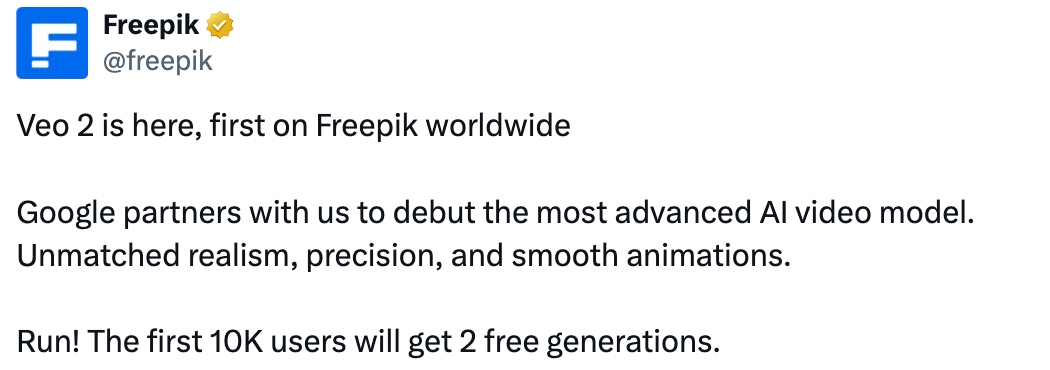 Freepik
@freepik
Veo 2 is here, first on Freepik worldwide
Google partners with us to debut the most advanced AI video model.
Unmatched realism, precision, and smooth animations.
Run! The first 10K users will get 2 free generations.